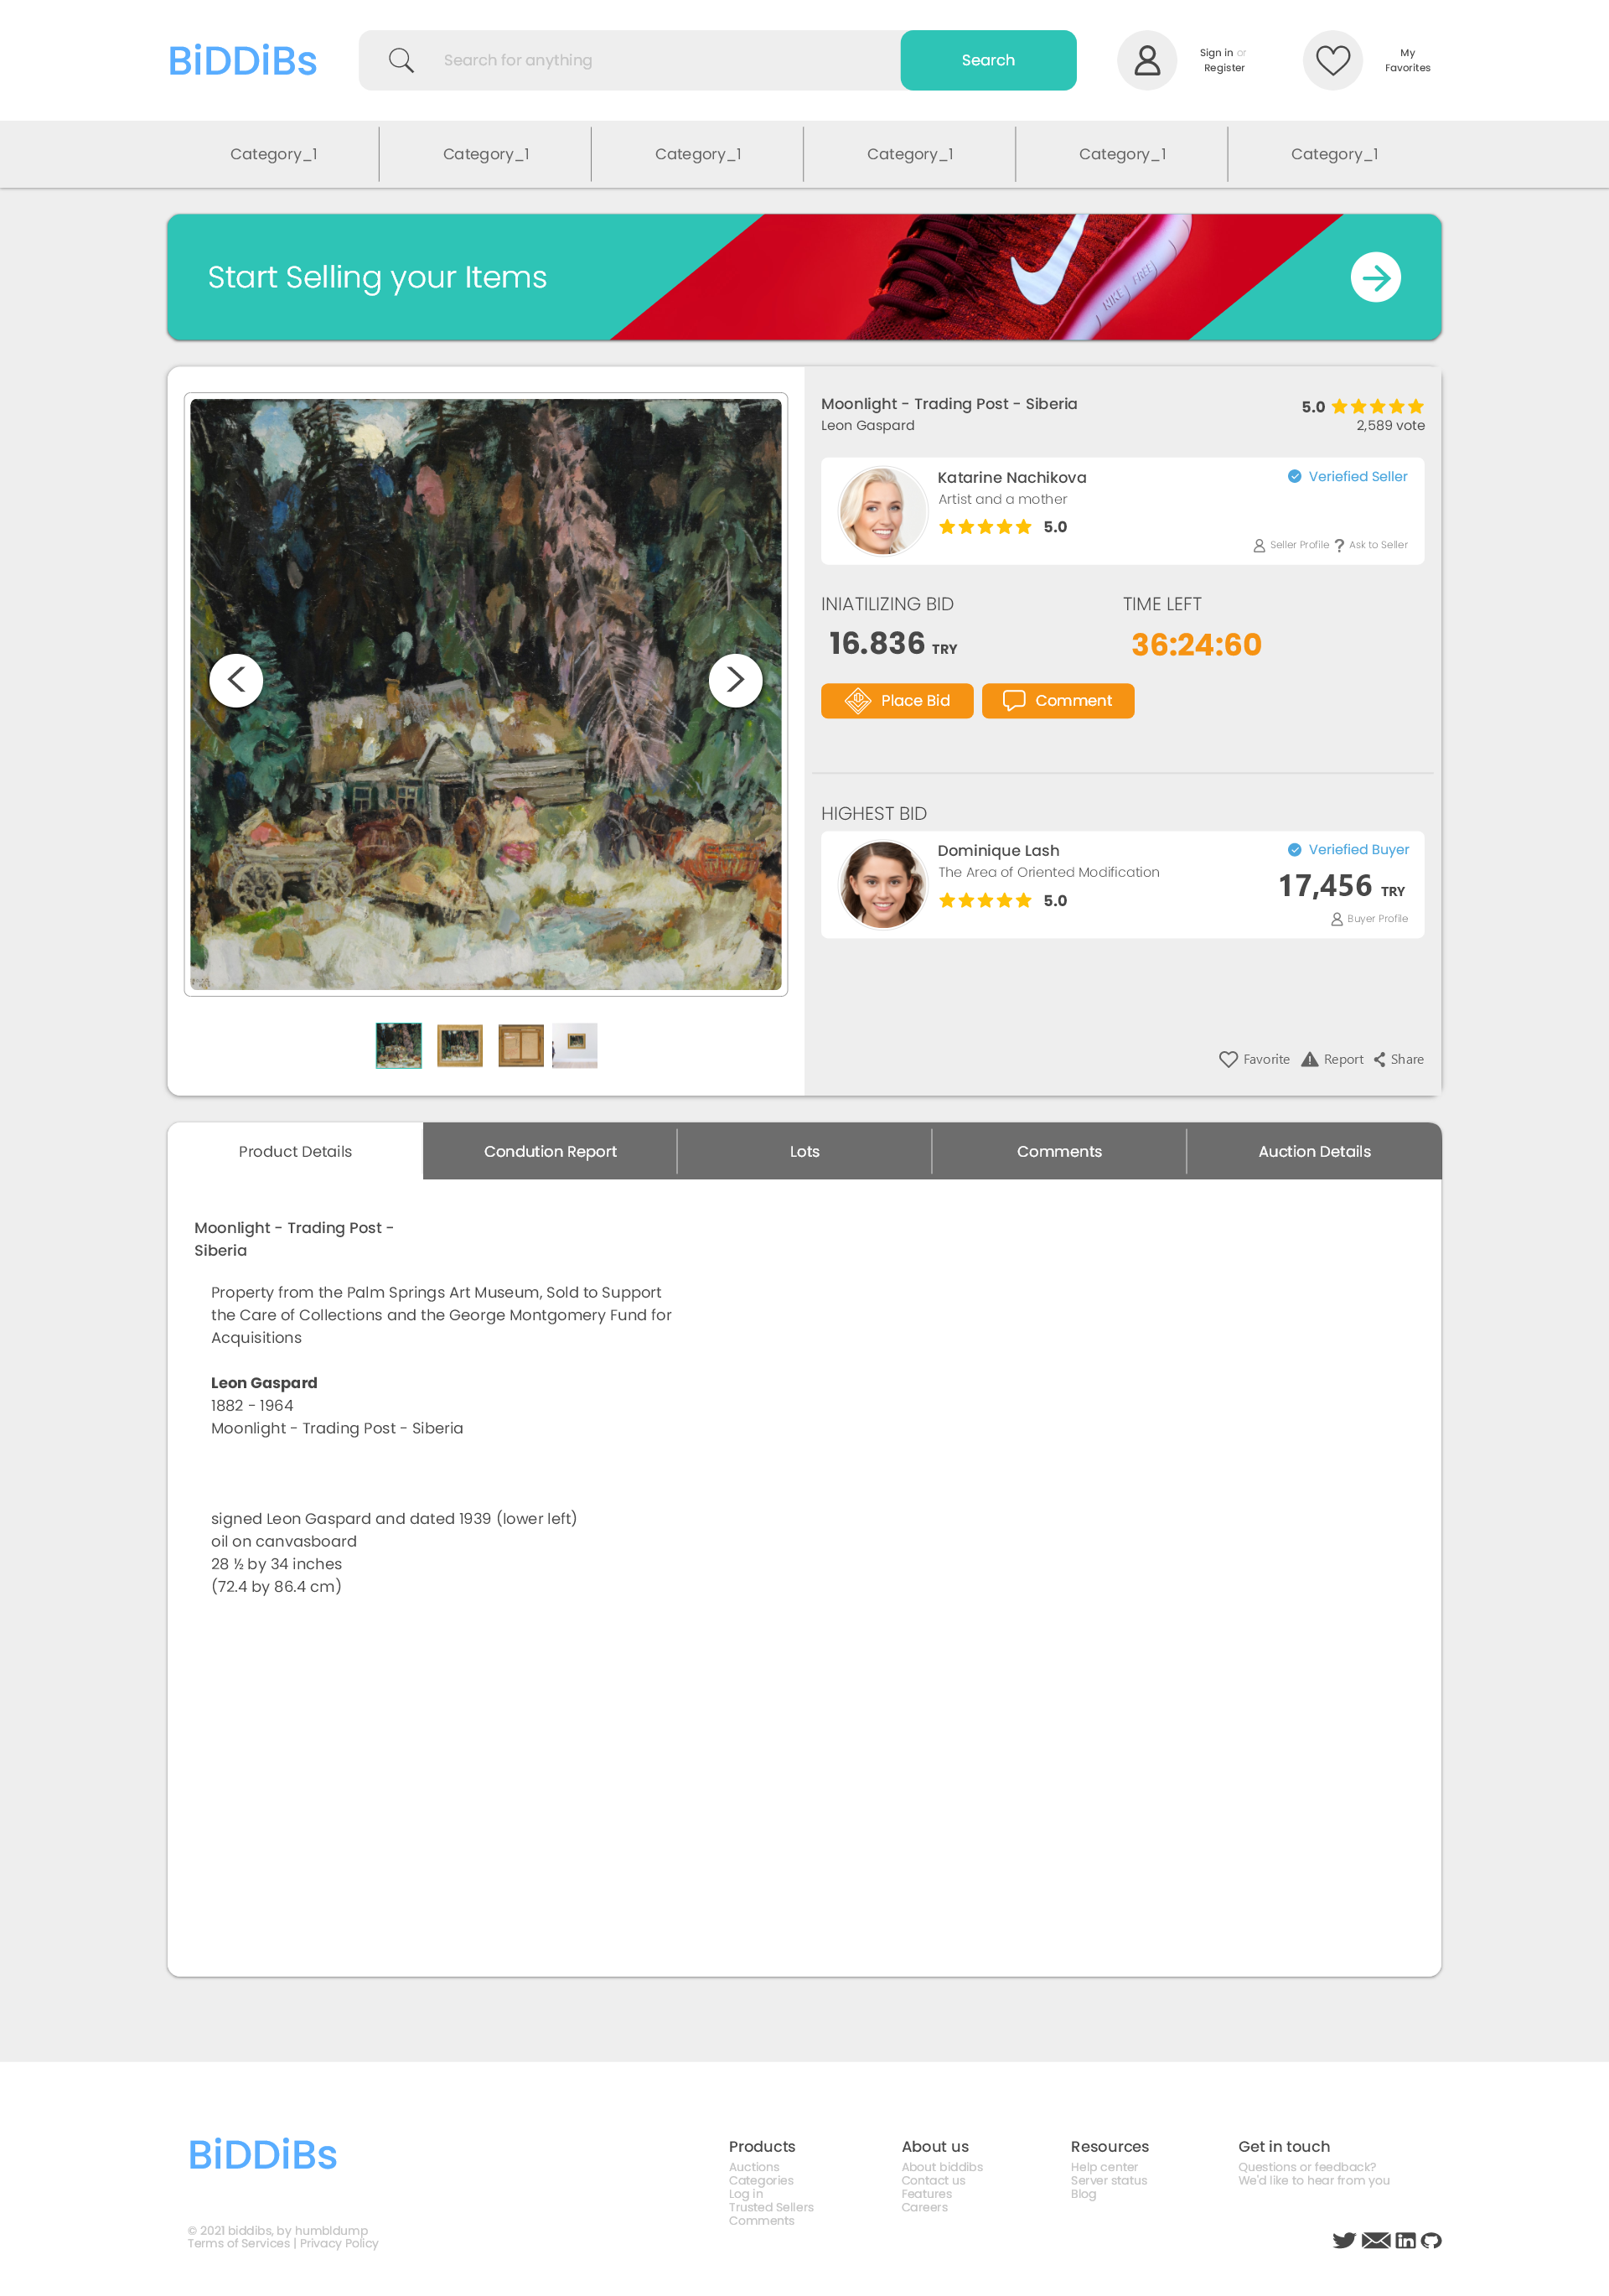 BiDDiBs
Search for anything
Search
Sign in or
Register
My
Favorites
Category_1
Category_1
Category_1
Category_1
Category_1
Category_1
Start Selling your Items
NIKE FREE
Moonlight - Trading Post - Siberia
Leon Gaspard
5.0
2,589 vote
Katarine Nachikova
Artist and a mother
5.0
Veriefied Seller
Seller Profile
Ask to Seller
INIATILIZING BID
16.836 TRY
TIME LEFT
36:24:60
Place Bid
Comment
HIGHEST BID
Dominique Lash
The Area of Oriented Modification
5.0
Veriefied Buyer
17,456 TRY
Buyer Profile
Favorite
Report
Share
Product Details
Condution Report
Lots
Comments
Auction Details
Moonlight - Trading Post -
Siberia
Property from the Palm Springs Art Museum, Sold to Support
the Care of Collections and the George Montgomery Fund for
Acquisitions
Leon Gaspard
1882 - 1964
Moonlight - Trading Post - Siberia
signed Leon Gaspard and dated 1939 (lower left)
oil on canvasboard
28 ½ by 34 inches
(72.4 by 86.4 cm)
BiDDiBs
© 2021 biddibs, by humbldump
Terms of Services | Privacy Policy
Products
Auctions
Categories
Log in
Trusted Sellers
Comments
About us
About biddibs
Contact us
Features
Careers
Resources
Help center
Server status
Blog
Get in touch
Questions or feedback?
We'd like to hear from you